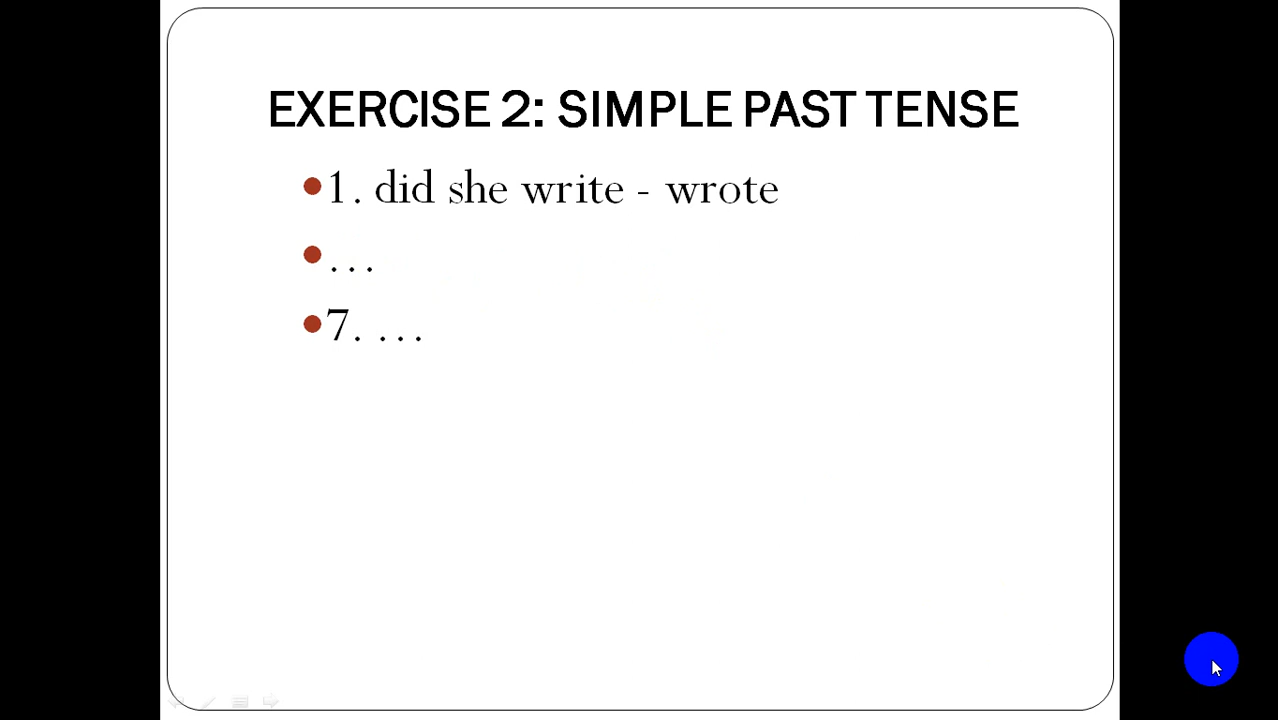 EXERCISE 2: SIMPLE PAST TENSE
1. did she write - wrote
...
7. ...